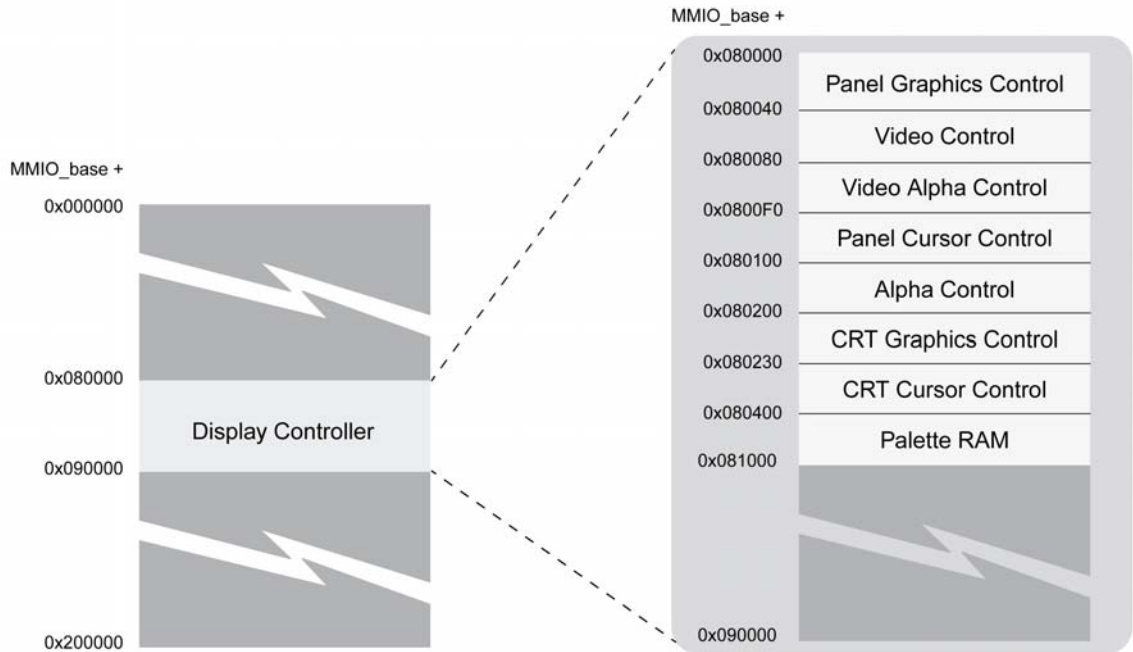 MMIO_base +
0x000000
0x080000
Display Controller
0x090000
0x200000
MMIO_base +
0x080000
Panel Graphics Control
0x080040
Video Control
0x080080
Video Alpha Control
0x0800F0
Panel Cursor Control
0x080100
Alpha Control
0x080200
CRT Graphics Control
0x080230
CRT Cursor Control
0x080400
Palette RAM
0x081000
0x090000